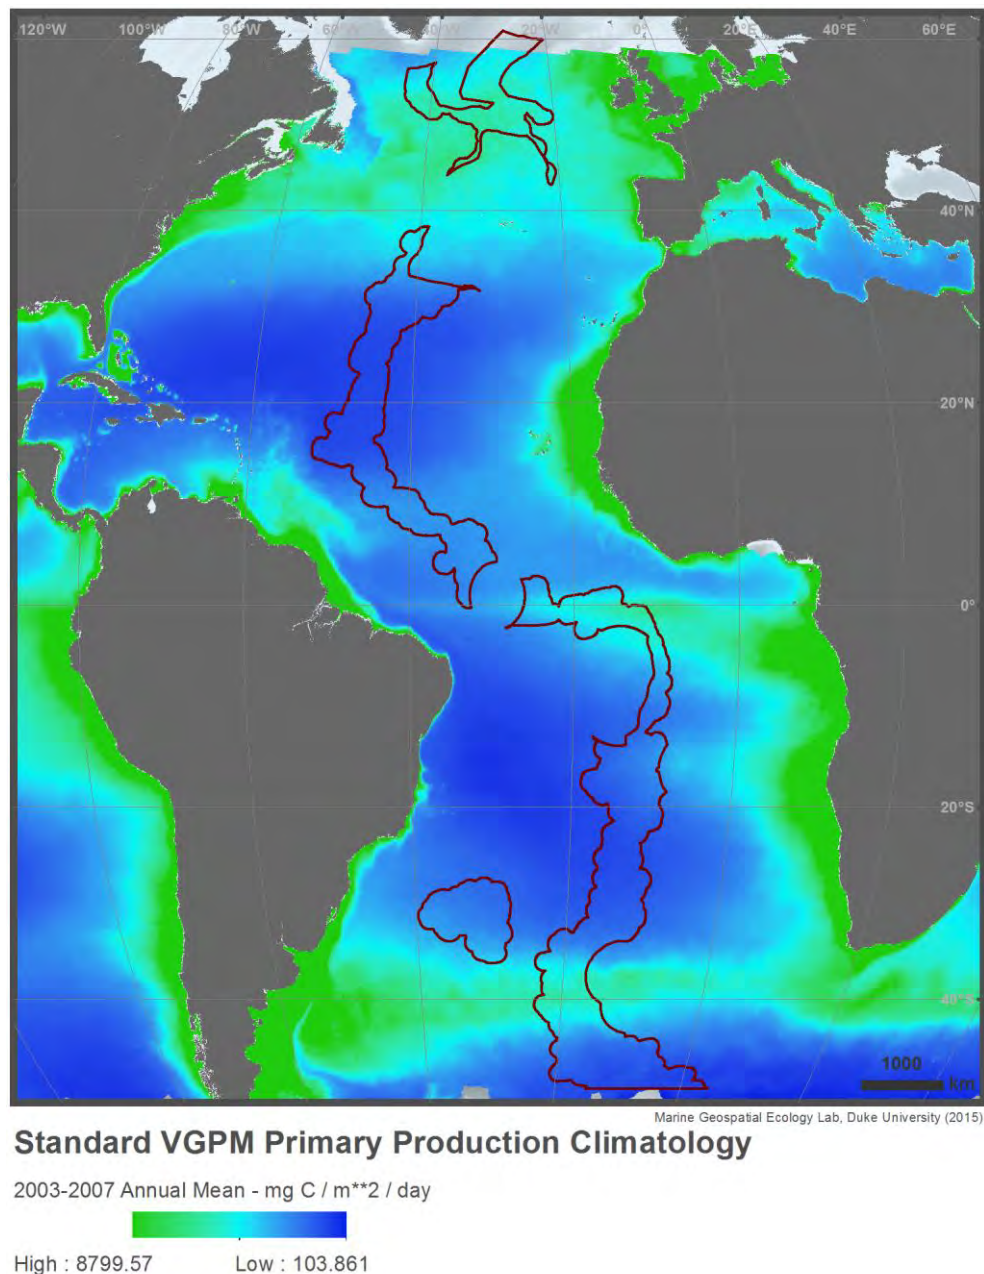 120°W 100°W 60°W 40°W 20°W 0° 20°E 40°E 60°E
40°N
20°N
0°
20°S
40°S
1000
km
Marine Geospatial Ecology Lab, Duke University (2015)
Standard VGPM Primary Production Climatology
2003-2007 Annual Mean - mg C / m**2 / day
High : 8799.57 Low : 103.861